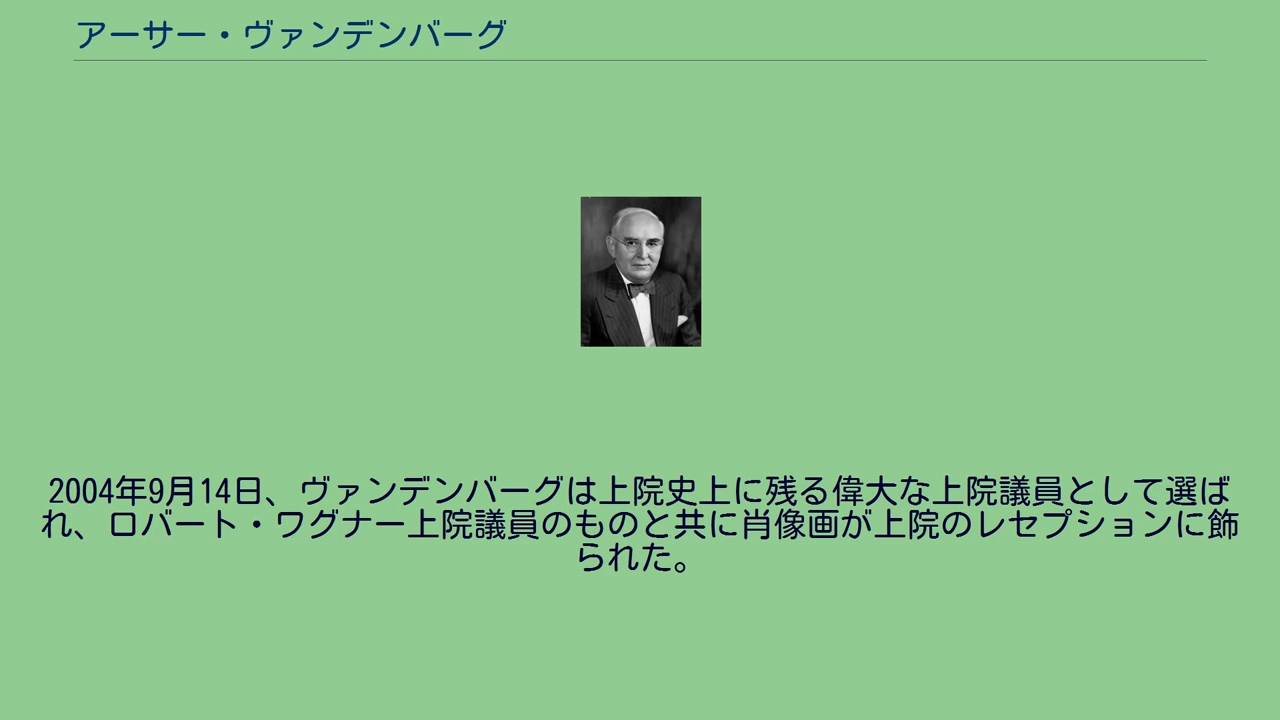 アーサー・ヴァンデンバーグ
2004年9月14日、ヴァンデンバーグは上院史上に残る偉大な上院議員として選ば
れ、ロバート・ワグナー上院議員のものと共に肖像画が上院のレセプションに飾
られた。